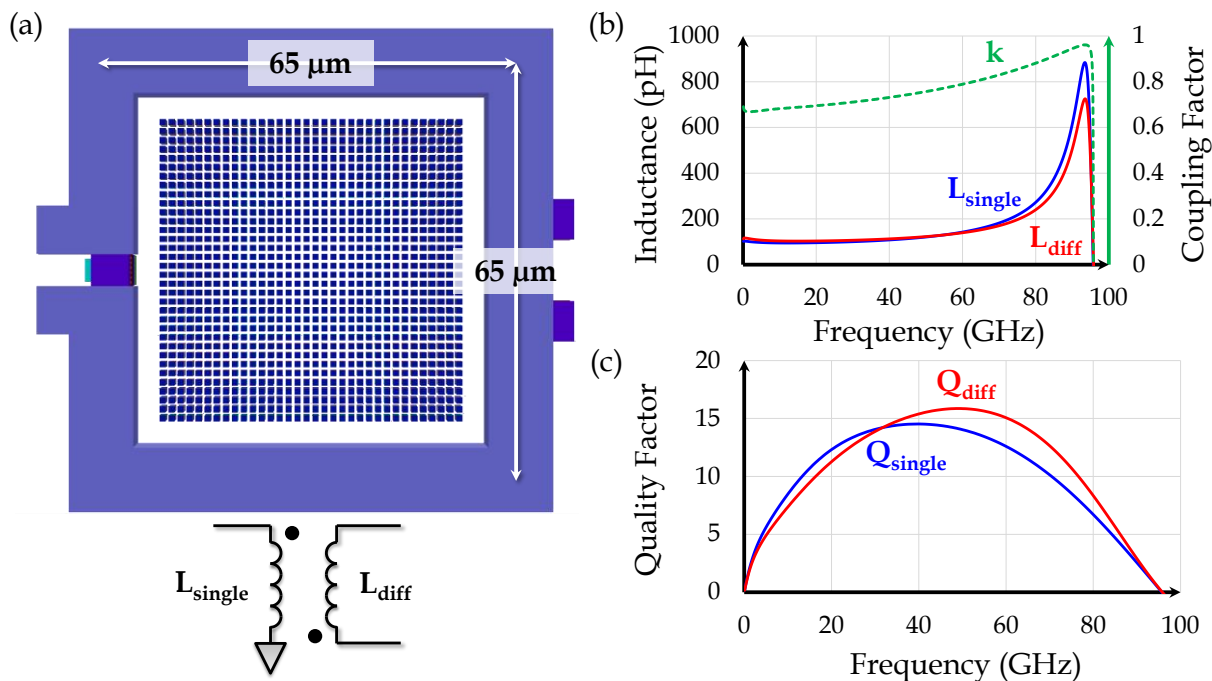 (a)
65 μm
65 μm
L_single
L_diff
(b)
Inductance (pH)
1000
800
600
400
200
0
k
L_single
L_diff
1
0.8
0.6
0.4
0.2
0
Coupling Factor
0 20 40 60 80 100
Frequency (GHz)
(c)
Quality Factor
20
15
10
5
0
Q_diff
Q_single
0 20 40 60 80 100
Frequency (GHz)